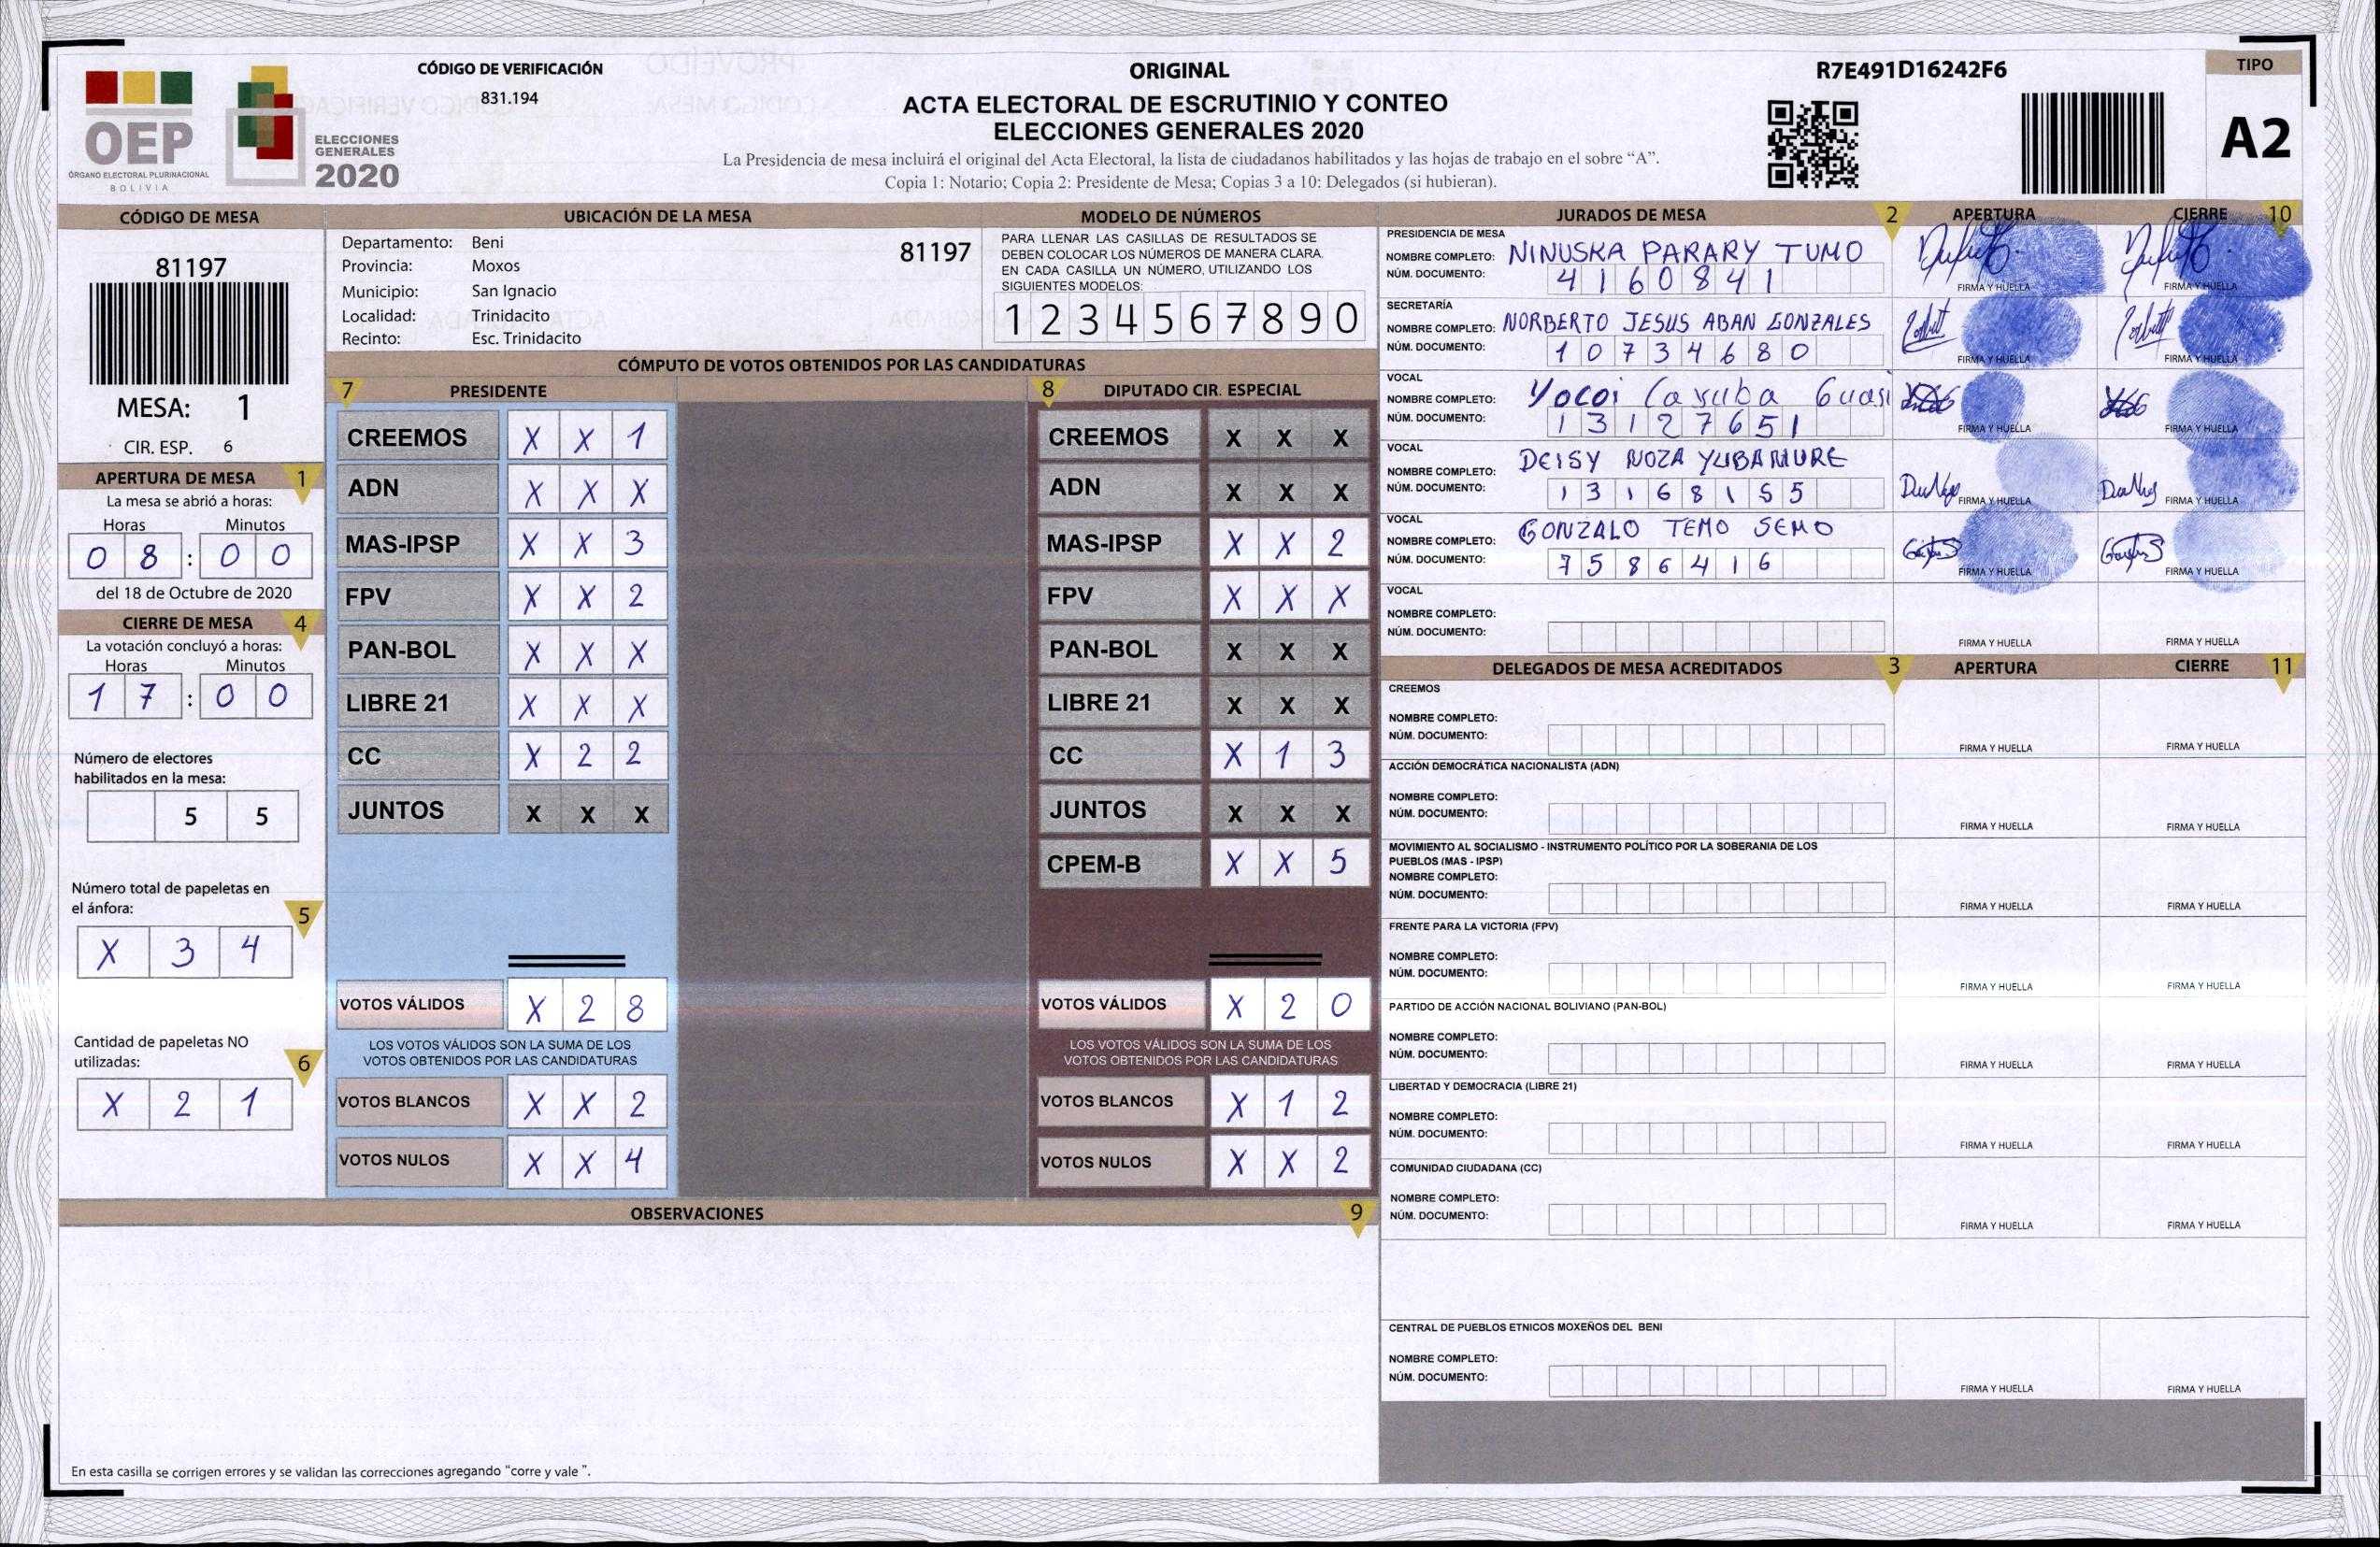 OEP
ÓRGANO ELECTORAL PLURINACIONAL
BOLIVIA
ELECCIONES
GENERALES
2020
CÓDIGO DE VERIFICACIÓN
831.194
ORIGINAL
ACTA ELECTORAL DE ESCRUTINIO Y CONTEO
ELECCIONES GENERALES 2020
La Presidencia de mesa incluirá el original del Acta Electoral, la lista de ciudadanos habilitados y las hojas de trabajo en el sobre “A”.
Copia 1: Notario; Copia 2: Presidente de Mesa; Copias 3 a 10: Delegados (si hubieran).
R7E491D16242F6
TIPO
A2
CÓDIGO DE MESA
81197
MESA: 1
CIR. ESP. 6
APERTURA DE MESA 1
La mesa se abrió a horas:
Horas Minutos
0 8 : 0 0
del 18 de Octubre de 2020
CIERRE DE MESA 4
La votación concluyó a horas:
Horas Minutos
1 7 : 0 0
Número de electores
habilitados en la mesa:
5 5
Número total de papeletas en
el ánfora: 5
X 3 4
Cantidad de papeletas NO
utilizadas: 6
X 2 1
UBICACIÓN DE LA MESA
Departamento: Beni 81197
Provincia: Moxos
Municipio: San Ignacio
Localidad: Trinidacito
Recinto: Esc. Trinidacito
MODELO DE NÚMEROS
PARA LLENAR LAS CASILLAS DE RESULTADOS SE
DEBEN COLOCAR LOS NÚMEROS DE MANERA CLARA.
EN CADA CASILLA UN NÚMERO, UTILIZANDO LOS
SIGUIENTES MODELOS:
1 2 3 4 5 6 7 8 9 0
CÓMPUTO DE VOTOS OBTENIDOS POR LAS CANDIDATURAS
7 PRESIDENTE
CREEMOS X X 1
ADN X X X
MAS-IPSP X X 3
FPV X X 2
PAN-BOL X X X
LIBRE 21 X X X
CC X 2 2
JUNTOS X X X
VOTOS VÁLIDOS X 2 8
LOS VOTOS VÁLIDOS SON LA SUMA DE LOS
VOTOS OBTENIDOS POR LAS CANDIDATURAS
VOTOS BLANCOS X X 2
VOTOS NULOS X X 4
8 DIPUTADO CIR. ESPECIAL
CREEMOS X X X
ADN X X X
MAS-IPSP X X 2
FPV X X X
PAN-BOL X X X
LIBRE 21 X X X
CC X 1 3
JUNTOS X X X
CPEM-B X X 5
VOTOS VÁLIDOS X 2 0
LOS VOTOS VÁLIDOS SON LA SUMA DE LOS
VOTOS OBTENIDOS POR LAS CANDIDATURAS
VOTOS BLANCOS X 1 2
VOTOS NULOS X X 2
OBSERVACIONES 9
En esta casilla se corrigen errores y se validan las correcciones agregando “corre y vale ”.
JURADOS DE MESA 2 APERTURA CIERRE 10
PRESIDENCIA DE MESA
NOMBRE COMPLETO: NINUSKA PARARY TUMO
NÚM. DOCUMENTO: 4160841
FIRMA Y HUELLA FIRMA Y HUELLA
SECRETARÍA
NOMBRE COMPLETO: NORBERTO JESUS ABAN GONZALES
NÚM. DOCUMENTO: 10734680
FIRMA Y HUELLA FIRMA Y HUELLA
VOCAL
NOMBRE COMPLETO: Yocoi Guasi
NÚM. DOCUMENTO: 13127651
FIRMA Y HUELLA FIRMA Y HUELLA
VOCAL
NOMBRE COMPLETO: DEISY NOZA
NÚM. DOCUMENTO: 13168155
FIRMA Y HUELLA FIRMA Y HUELLA
VOCAL
NOMBRE COMPLETO: GONZALO TEMO SEMO
NÚM. DOCUMENTO: 7586416
FIRMA Y HUELLA FIRMA Y HUELLA
VOCAL
NOMBRE COMPLETO:
NÚM. DOCUMENTO:
FIRMA Y HUELLA FIRMA Y HUELLA
DELEGADOS DE MESA ACREDITADOS 3 APERTURA CIERRE 11
CREEMOS
NOMBRE COMPLETO:
NÚM. DOCUMENTO:
FIRMA Y HUELLA FIRMA Y HUELLA
ACCIÓN DEMOCRÁTICA NACIONALISTA (ADN)
NOMBRE COMPLETO:
NÚM. DOCUMENTO:
FIRMA Y HUELLA FIRMA Y HUELLA
MOVIMIENTO AL SOCIALISMO - INSTRUMENTO POLÍTICO POR LA SOBERANIA DE LOS
PUEBLOS (MAS - IPSP)
NOMBRE COMPLETO:
NÚM. DOCUMENTO:
FIRMA Y HUELLA FIRMA Y HUELLA
FRENTE PARA LA VICTORIA (FPV)
NOMBRE COMPLETO:
NÚM. DOCUMENTO:
FIRMA Y HUELLA FIRMA Y HUELLA
PARTIDO DE ACCIÓN NACIONAL BOLIVIANO (PAN-BOL)
NOMBRE COMPLETO:
NÚM. DOCUMENTO:
FIRMA Y HUELLA FIRMA Y HUELLA
LIBERTAD Y DEMOCRACIA (LIBRE 21)
NOMBRE COMPLETO:
NÚM. DOCUMENTO:
FIRMA Y HUELLA FIRMA Y HUELLA
COMUNIDAD CIUDADANA (CC)
NOMBRE COMPLETO:
NÚM. DOCUMENTO:
FIRMA Y HUELLA FIRMA Y HUELLA
CENTRAL DE PUEBLOS ETNICOS MOXEÑOS DEL BENI
NOMBRE COMPLETO:
NÚM. DOCUMENTO:
FIRMA Y HUELLA FIRMA Y HUELLA